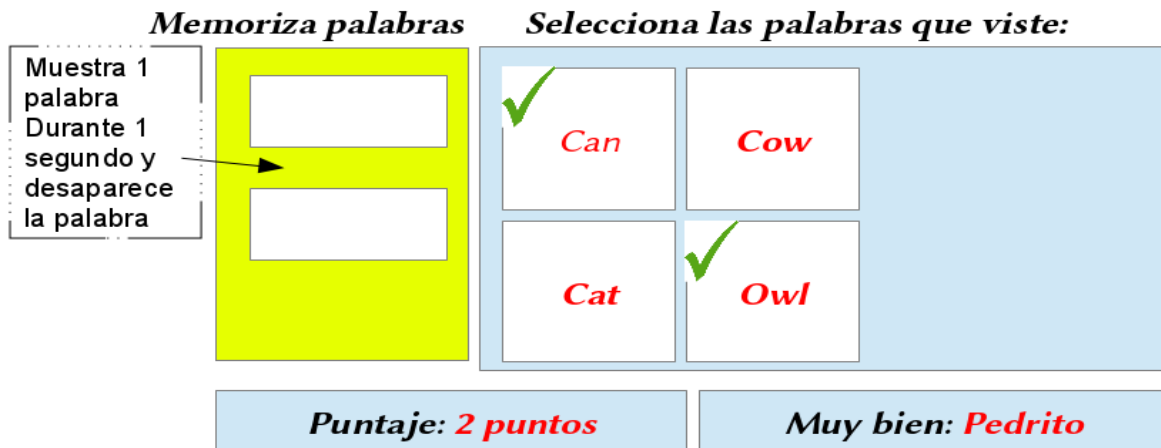 Memoriza palabras
Selecciona las palabras que viste:
Muestra 1
palabra
Durante 1
segundo y
desaparece
la palabra
Can
Cow
Cat
Owl
Puntaje: 2 puntos
Muy bien: Pedrito